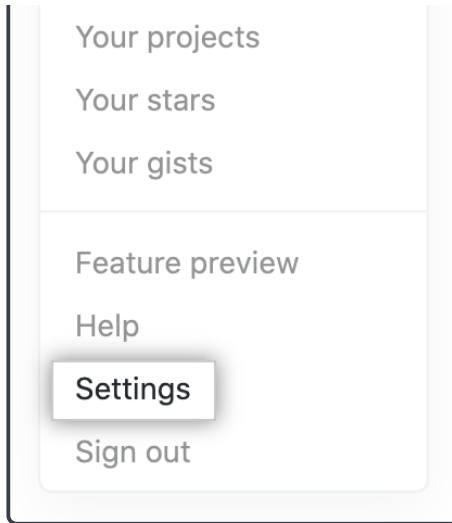 Your projects
Your stars
Your gists
Feature preview
Help
Settings
Sign out